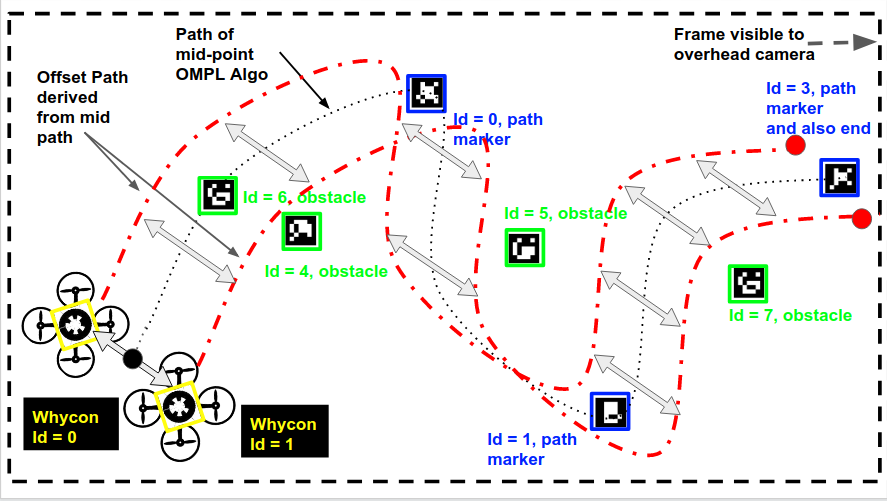 Path of
mid-point
OMPL Algo
Frame visible to
overhead camera
Offset Path
derived
from mid
path
Id = 0, path
marker
Id = 3, path
marker
and also end
Id = 6, obstacle
Id = 4, obstacle
Id = 5, obstacle
Id = 7, obstacle
Whycon
Id = 0
Whycon
Id = 1
Id = 1, path
marker